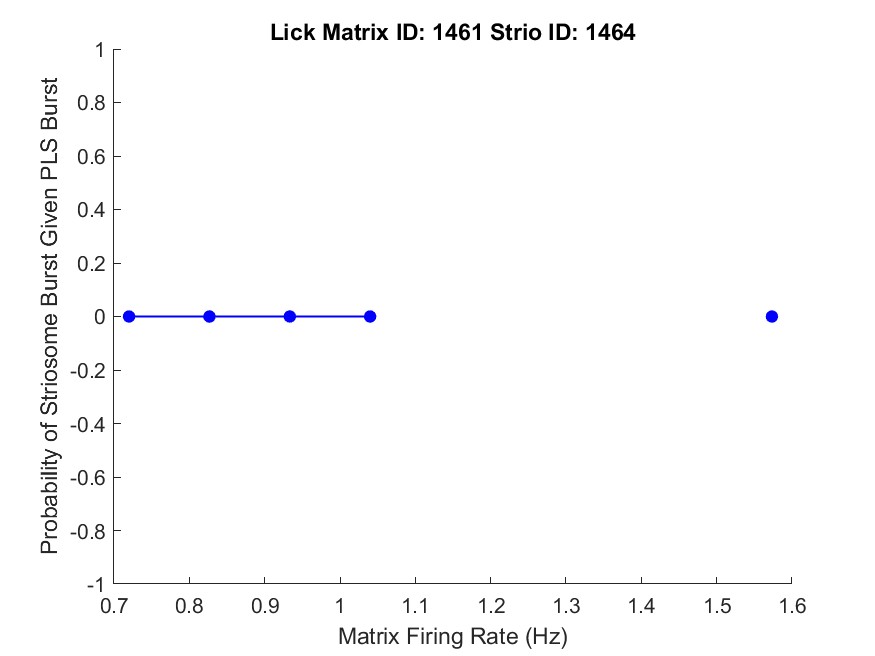 Lick Matrix ID: 1461 Strio ID: 1464
Probability of Striosome Burst Given PLS Burst
1
0.8
0.6
0.4
0.2
0
-0.2
-0.4
-0.6
-0.8
-1
0.7 0.8 0.9 1 1.1 1.2 1.3 1.4 1.5 1.6
Matrix Firing Rate (Hz)